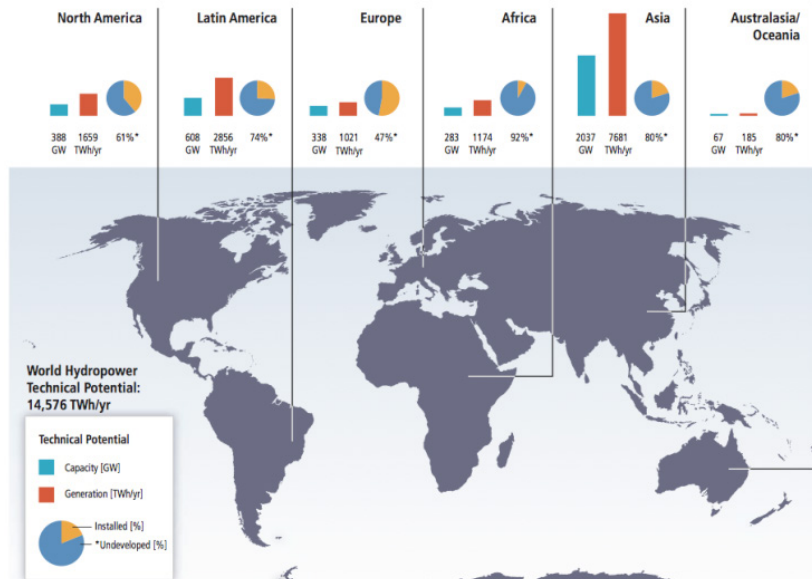 North America
388
GW
1659
TWh/yr
61%*
Latin America
608
GW
2856
TWh/yr
74%*
Europe
338
GW
1021
TWh/yr
47%*
Africa
283
GW
1174
TWh/yr
92%*
Asia
2037
GW
7681
TWh/yr
80%*
Australasia/
Oceania
67
GW
185
TWh/yr
80%*
World Hydropower
Technical Potential:
14,576 TWh/yr
Technical Potential
Capacity [GW]
Generation [TWh/yr]
Installed [%]
*Undeveloped [%]